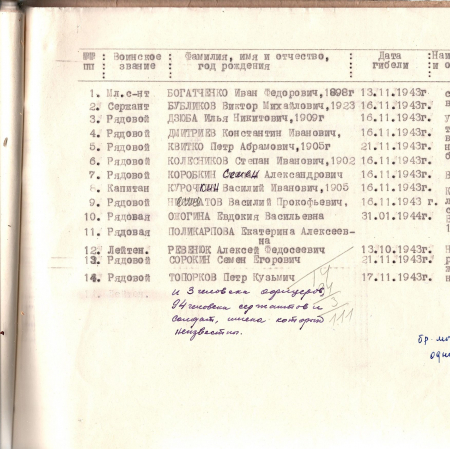 №№ пп : Воинское звание : Фамилия, имя и отчество, год рождения : Дата гибели :
1. Мл.с-нт БОГАТЧЕНКО Иван Федорович, 1898г 13.11.1943г.
2. Сержант БУБЛИКОВ Виктор Михайлович, 1923 16.11.1943г.
3. Рядовой ДЗЮБА Илья Никитович, 1909г 16.11.1943г.
4. Рядовой ДМИТРИЕВ Константин Иванович, 16.11.1943г.
5. Рядовой КВИТКО Петр Абрамович, 1905г 21.11.1943г.
6. Рядовой КОЛЕСНИКОВ Степан Иванович, 1902 16.11.1943г.
7. Рядовой КОРОБКИН Семен Александрович 16.11.1943г.
8. Капитан КУРОЧКИН Василий Иванович, 1905 16.11.1943г.
9. Рядовой Василий Прокофьевич, 16.11.1943 г.
10. Рядовой ОЖОГИНА Евдокия Васильевна 31.01.1944г.
11. Рядовой ПОЛИКАРПОВА Екатерина Алексеев-
на
12. Лейтен. РЕВЕНОК Алексей Федосеевич 13.10.1943г.
13. Рядовой СОРОКИН Семен Егорович 21.11.1943г.
14. Рядовой ТОПОРКОВ Петр Кузьмич 17.11.1943г.
и 3 человека офицеров,
94 человека сержантов и
солдат, имена которых
неизвестны.
14
94
3
111